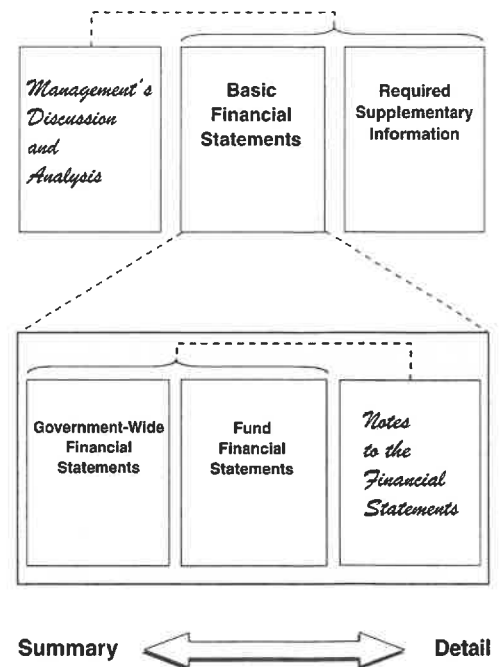 Management's
Discussion
and
Analysis
Basic
Financial
Statements
Required
Supplementary
Information
Government-Wide
Financial
Statements
Fund
Financial
Statements
Notes
to the
Financial
Statements
Summary
Detail